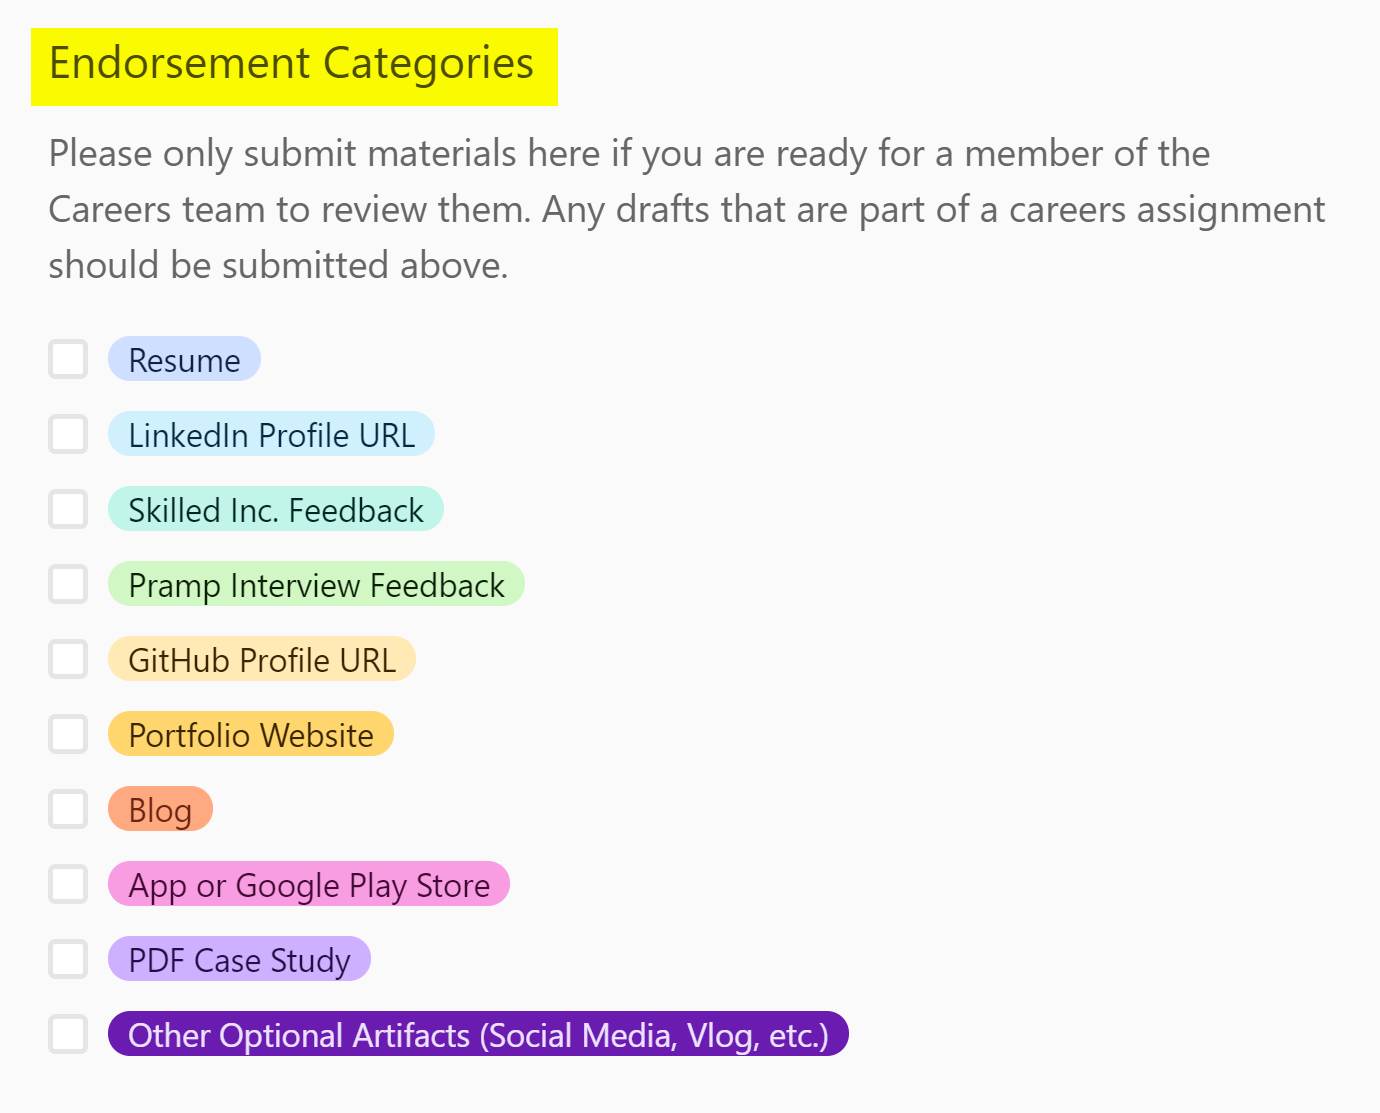 Endorsement Categories
Please only submit materials here if you are ready for a member of the
Careers team to review them. Any drafts that are part of a careers assignment
should be submitted above.
Resume
LinkedIn Profile URL
Skilled Inc. Feedback
Pramp Interview Feedback
GitHub Profile URL
Portfolio Website
Blog
App or Google Play Store
PDF Case Study
Other Optional Artifacts (Social Media, Vlog, etc.)